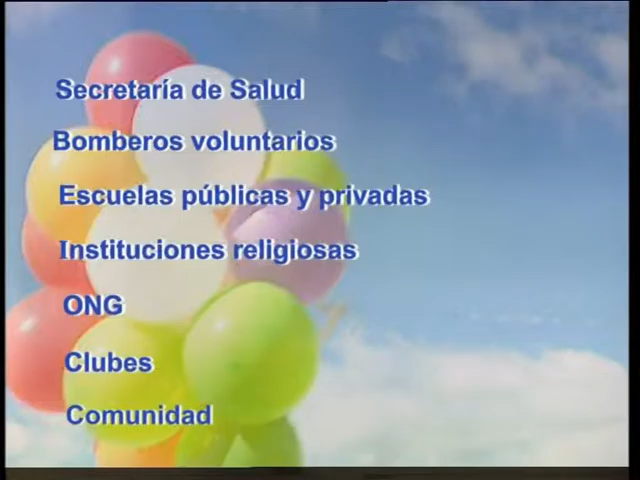 Secretaría de Salud
Bomberos voluntarios
Escuelas públicas y privadas
Instituciones religiosas
ONG
Clubes
Comunidad